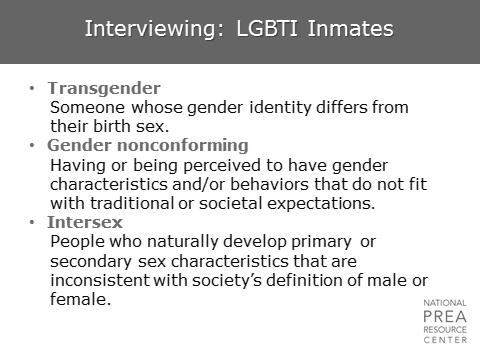 Interviewing: LGBTI Inmates
• Transgender
Someone whose gender identity differs from
their birth sex.
• Gender nonconforming
Having or being perceived to have gender
characteristics and/or behaviors that do not fit
with traditional or societal expectations.
• Intersex
People who naturally develop primary or
secondary sex characteristics that are
inconsistent with society's definition of male or
female.
NATIONAL
PREA
RESOURCE
CENTER